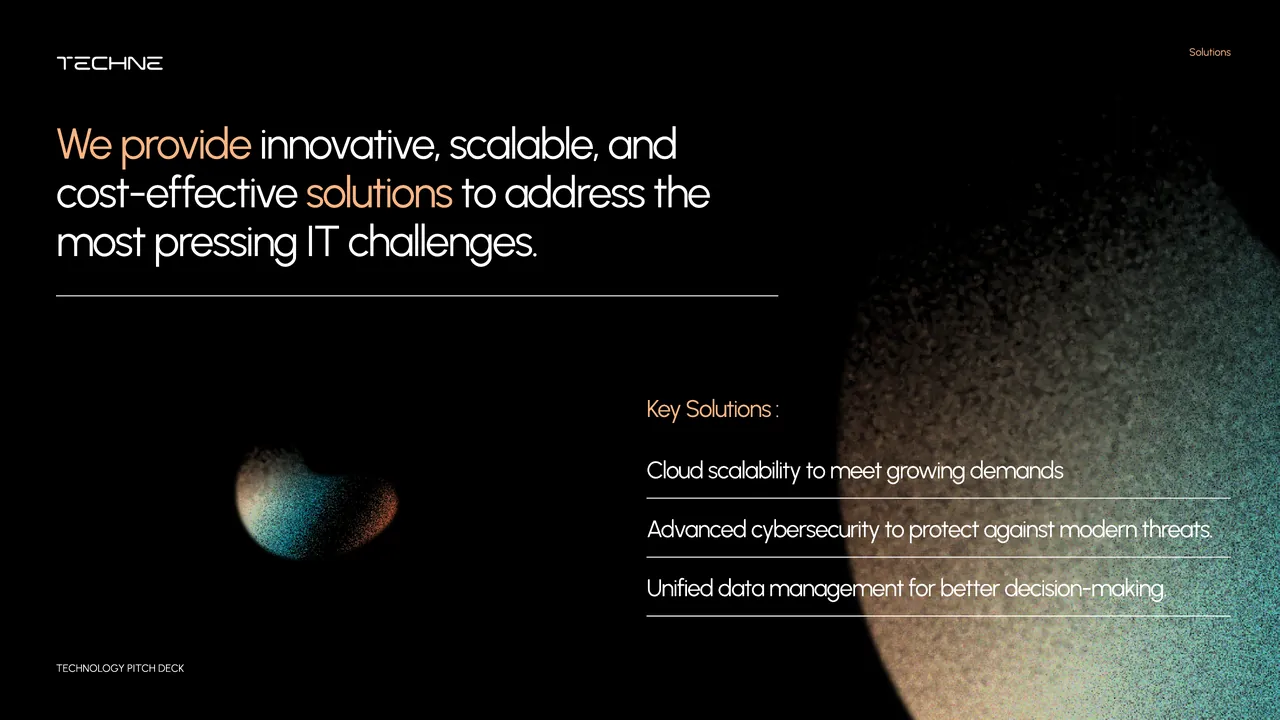 TECHNE
Solutions
We provide innovative, scalable, and
cost-effective solutions to address the
most pressing IT challenges.
Key Solutions :
Cloud scalability to meet growing demands
Advanced cybersecurity to protect against modern threats.
Unified data management for better decision-making.
TECHNOLOGY PITCH DECK